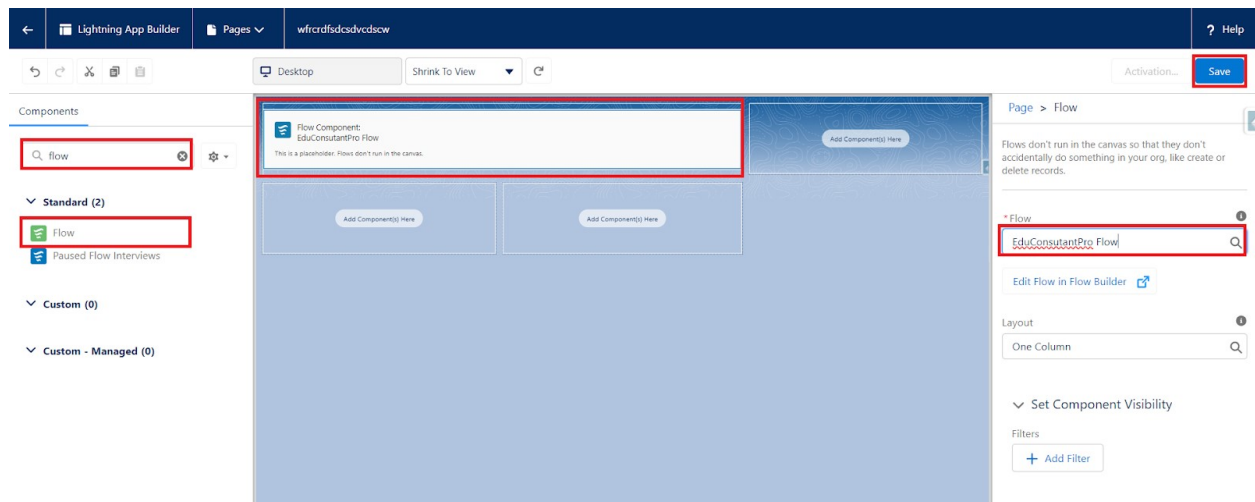 Lightning App Builder
Pages
wfrcrdfsdcsdvcdscw
? Help
Desktop
Shrink To View
Activation...
Save
Components
flow
Standard (2)
Flow
Paused Flow Interviews
Custom (0)
Custom - Managed (0)
Flow Component:
EduConsutantPro Flow
This is a placeholder. Flows don't run in the canvas.
Add Component(s) Here
Add Component(s) Here
Add Component(s) Here
Page > Flow
Flows don't run in the canvas so that they don't
accidentally do something in your org, like create or
delete records.
*Flow
EduConsutantPro Flow
Edit Flow in Flow Builder
Layout
One Column
Set Component Visibility
Filters
+ Add Filter